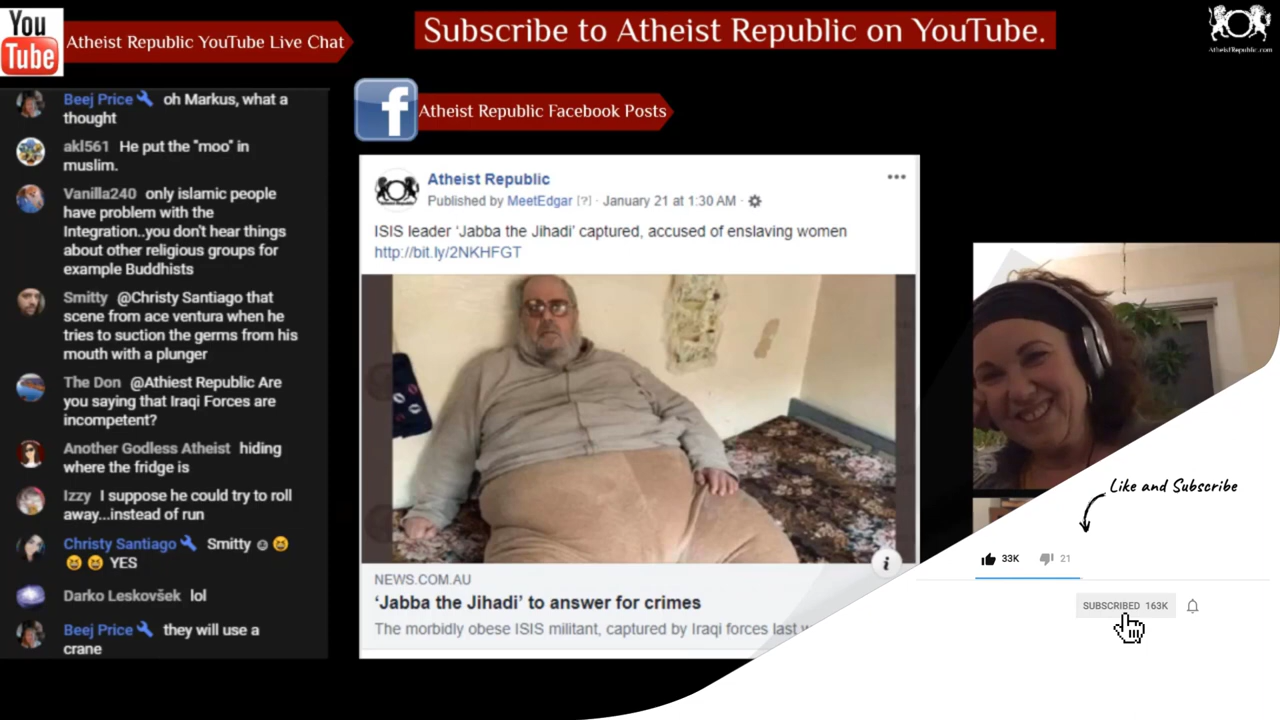 You
Tube
Atheist Republic YouTube Live Chat
Subscribe to Atheist Republic on YouTube.
AtheistRepublic.com
f
Atheist Republic Facebook Posts
Beej Price oh Markus, what a
thought
akl561 He put the "moo" in
muslim.
Vanilla240 only islamic people
have problem with the
Integration..you don't hear things
about other religious groups for
example Buddhists
Smitty @Christy Santiago that
scene from ace ventura when he
tries to suction the germs from his
mouth with a plunger
The Don @Athiest Republic Are
you saying that Iraqi Forces are
incompetent?
Another Godless Atheist hiding
where the fridge is
Izzy I suppose he could try to roll
away...instead of run
Christy Santiago Smitty ☺😆
😆😆 YES
Darko Leskovšek lol
Beej Price they will use a
crane
Atheist Republic
Published by MeetEdgar [?] · January 21 at 1:30 AM ·
ISIS leader ‘Jabba the Jihadi’ captured, accused of enslaving women
http://bit.ly/2NKHFGT
i
NEWS.COM.AU
‘Jabba the Jihadi’ to answer for crimes
The morbidly obese ISIS militant, captured by Iraqi forces last
Like and Subscribe
33K 21
SUBSCRIBED 163K